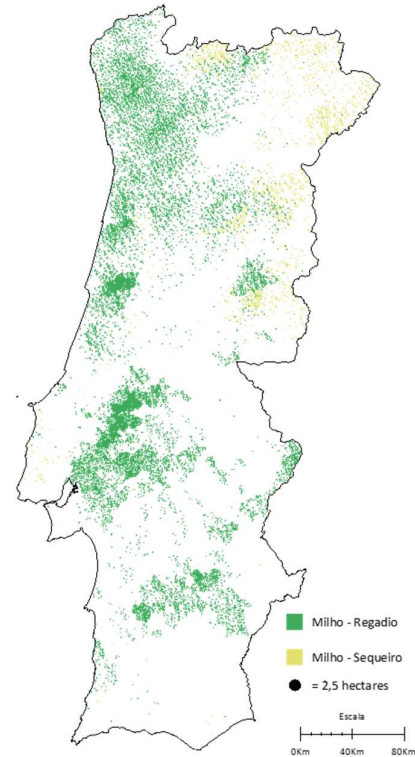 Milho - Regadio
Milho - Sequeiro
= 2,5 hectares
Escala
0Km 40Km 80Km